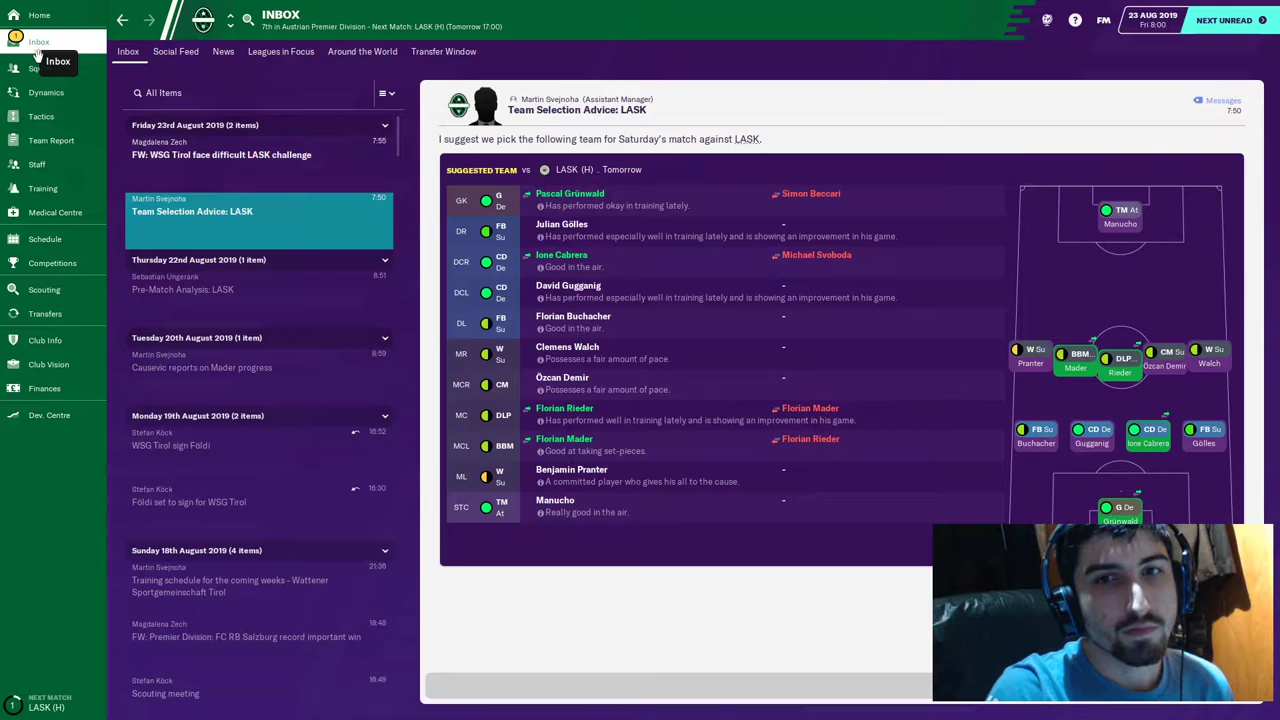 Home
INBOX
7th in Austrian Premier Division - Next Match: LASK (H) (Tomorrow 17:00)
FM
23 AUG 2019
Fri 8:00
NEXT UNREAD
1
Inbox
Inbox
Squ
Dynamics
Tactics
Team Report
Staff
Training
Medical Centre
Schedule
Competitions
Scouting
Transfers
Club Info
Club Vision
Finances
Dev. Centre
NEXT MATCH
1
LASK (H)
Inbox
Social Feed
News
Leagues in Focus
Around the World
Transfer Window
All Items
Friday 23rd August 2019 (2 items)
Magdalena Zech
7:55
FW: WSG Tirol face difficult LASK challenge
Martin Svejnoha
7:50
Team Selection Advice: LASK
Thursday 22nd August 2019 (1 item)
Sebastian Ungerank
8:51
Pre-Match Analysis: LASK
Tuesday 20th August 2019 (1 item)
Martin Svejnoha
8:59
Causevic reports on Mader progress
Monday 19th August 2019 (2 items)
Stefan Köck
16:52
WSG Tirol sign Földi
Stefan Köck
16:30
Földi set to sign for WSG Tirol
Sunday 18th August 2019 (4 items)
Martin Svejnoha
21:36
Training schedule for the coming weeks - Wattener
Sportgemeinschaft Tirol
Magdalena Zech
18:48
FW: Premier Division: FC RB Salzburg record important win
Stefan Köck
16:49
Scouting meeting
Martin Svejnoha (Assistant Manager)
Team Selection Advice: LASK
Messages
7:50
I suggest we pick the following team for Saturday's match against LASK.
SUGGESTED TEAM vs LASK (H) . Tomorrow
GK G De Pascal Grünwald Simon Beccari
Has performed okay in training lately.
DR FB Su Julian Gölles -
Has performed especially well in training lately and is showing an improvement in his game.
DCR CD De Ione Cabrera Michael Svoboda
Good in the air.
DCL CD De David Gugganig -
Has performed especially well in training lately and is showing an improvement in his game.
DL FB Su Florian Buchacher -
Good in the air.
MR W Su Clemens Walch -
Possesses a fair amount of pace.
MCR CM Özcan Demir -
Possesses a fair amount of pace.
MC DLP Florian Rieder Florian Mader
Has performed well in training lately and is showing an improvement in his game.
MCL BBM Florian Mader Florian Rieder
Good at taking set-pieces.
ML W Su Benjamin Pranter -
A committed player who gives his all to the cause.
STC TM At Manucho -
Really good in the air.
TM At
Manucho
W Su
Pranter
BBM...
Mader
DLP...
Rieder
CM Su
Özcan Demir
W Su
Walch
FB Su
Buchacher
CD De
Gugganig
CD De
Ione Cabrera
FB Su
Gölles
G De
Grünwald